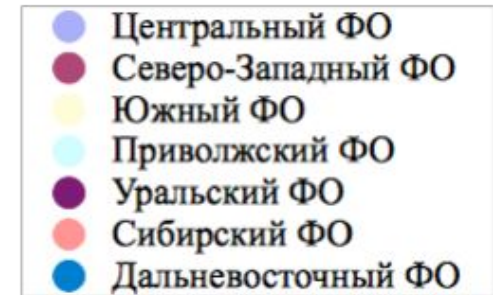 Центральный ФО
Северо-Западный ФО
Южный ФО
Приволжский ФО
Уральский ФО
Сибирский ФО
Дальневосточный ФО